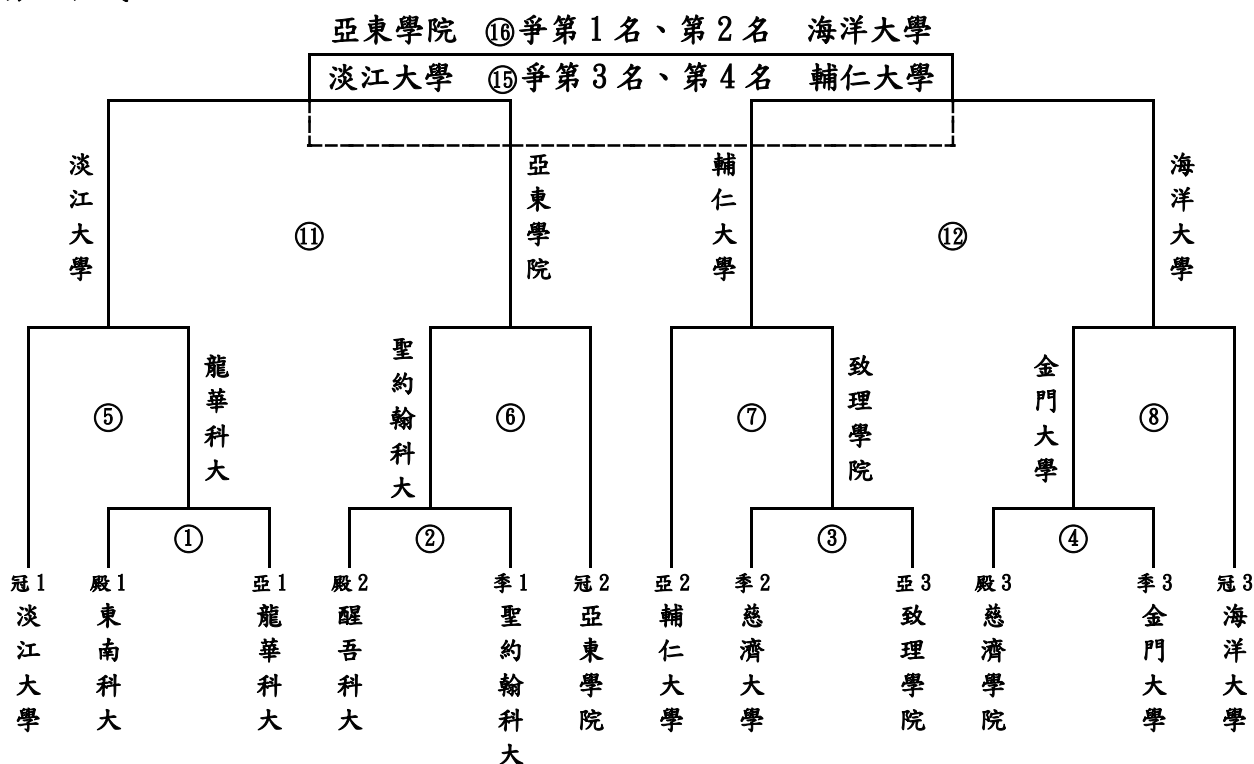 亞東學院 ⑯爭第1名、第2名 海洋大學
淡江大學 ⑮爭第3名、第4名 輔仁大學
淡江大學
⑪
亞東學院
輔仁大學
⑫
海洋大學
⑤
龍華科大
聖約翰科大
⑥
⑦
致理學院
金門大學
⑧
①
②
③
④
冠1
淡江大學
殿1
東南科大
亞1
龍華科大
殿2
醒吾科大
季1
聖約翰科大
冠2
亞東學院
亞2
輔仁大學
季2
慈濟大學
亞3
致理學院
殿3
慈濟學院
季3
金門大學
冠3
海洋大學